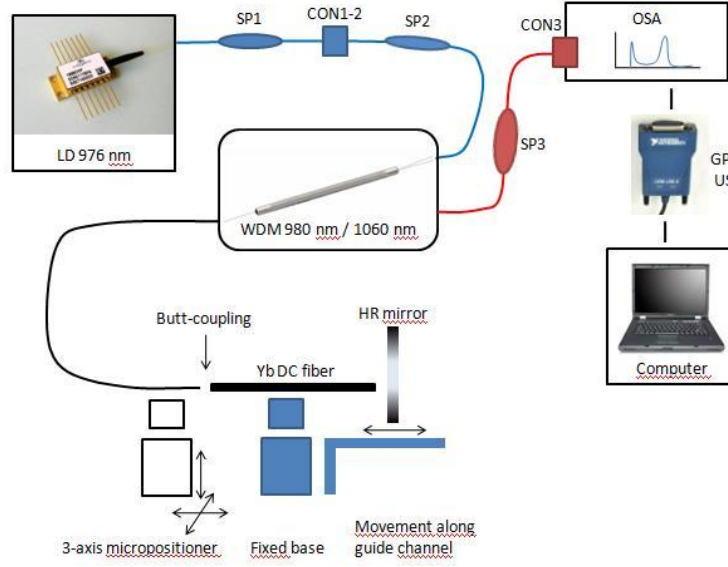 SP1
CON1-2
SP2
CON3
OSA
LD 976 nm
SP3
WDM 980 nm / 1060 nm
Butt-coupling
HR mirror
Yb DC fiber
Computer
3-axis micropositioner
Fixed base
Movement along
guide channel